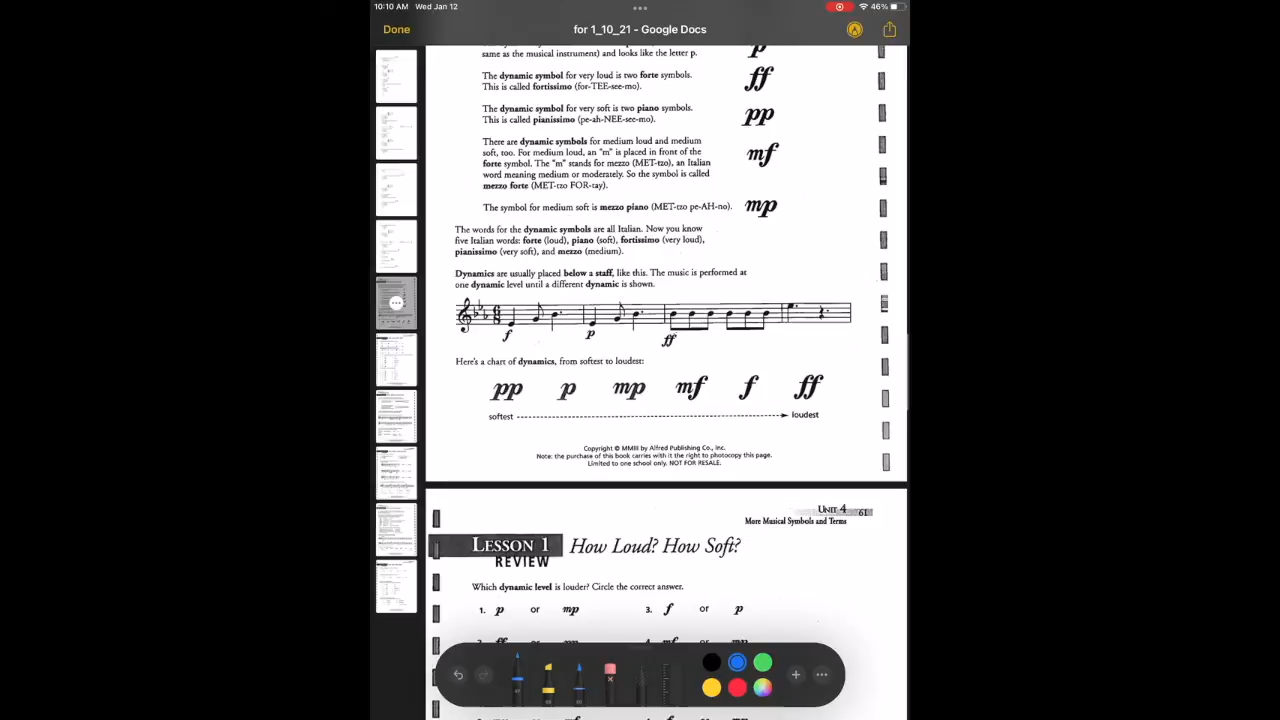 10:10 AM Wed Jan 12
46%
Done
for 1_10_21 - Google Docs
same as the musical instrument) and looks like the letter p.
p
The dynamic symbol for very loud is two forte symbols.
This is called fortissimo (for-TEE-see-mo).
ff
The dynamic symbol for very soft is two piano symbols.
This is called pianissimo (pe-ah-NEE-see-mo).
pp
There are dynamic symbols for medium loud and medium
soft, too. For medium loud, an "m" is placed in front of the
forte symbol. The "m" stands for mezzo (MET-tzo), an Italian
word meaning medium or moderately. So the symbol is called
mezzo forte (MET-tzo FOR-tay).
mf
The symbol for medium soft is mezzo piano (MET-tzo pe-AH-no).
mp
The words for the dynamic symbols are all Italian. Now you know
five Italian words: forte (loud), piano (soft), fortissimo (very loud),
pianissimo (very soft), and mezzo (medium).
Dynamics are usually placed below a staff, like this. The music is performed at
one dynamic level until a different dynamic is shown.
6
8
f p ff
Here's a chart of dynamics, from softest to loudest:
pp p mp mf f ff
softest loudest
Copyright © MMIII by Alfred Publishing Co., Inc.
Note: the purchase of this book carries with it the right to photocopy this page.
Limited to one school only. NOT FOR RESALE.
UNIT 4 61
More Musical Symbols and Terms
LESSON 1 How Loud? How Soft?
REVIEW
Which dynamic level is louder? Circle the correct answer.
1. p or mp 3. f or p